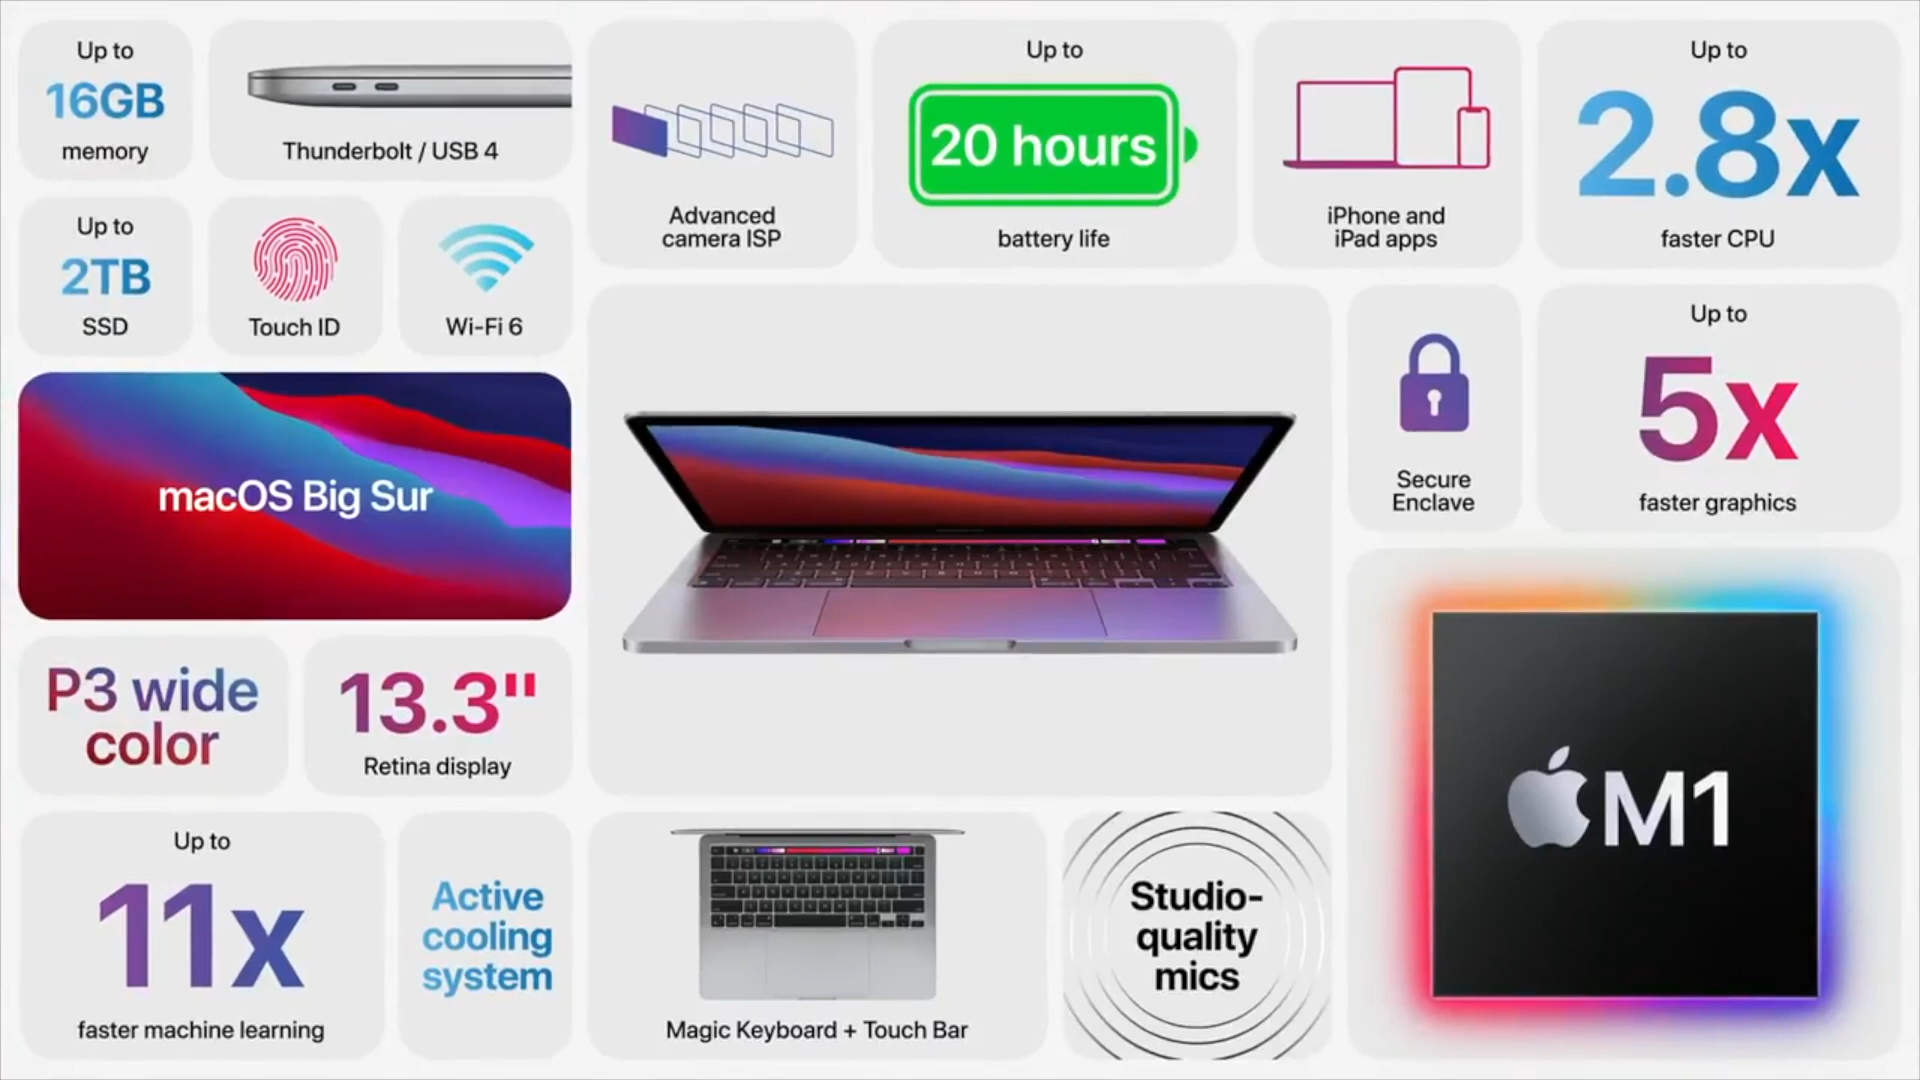 Up to
16GB
memory
Thunderbolt / USB 4
Advanced
camera ISP
Up to
20 hours
battery life
iPhone and
iPad apps
Up to
2.8x
faster CPU
Up to
2TB
SSD
Touch ID
Wi-Fi 6
Secure
Enclave
Up to
5x
faster graphics
macOS Big Sur
P3 wide
color
13.3"
Retina display
M1
Up to
11x
faster machine learning
Active
cooling
system
Magic Keyboard + Touch Bar
Studio-
quality
mics